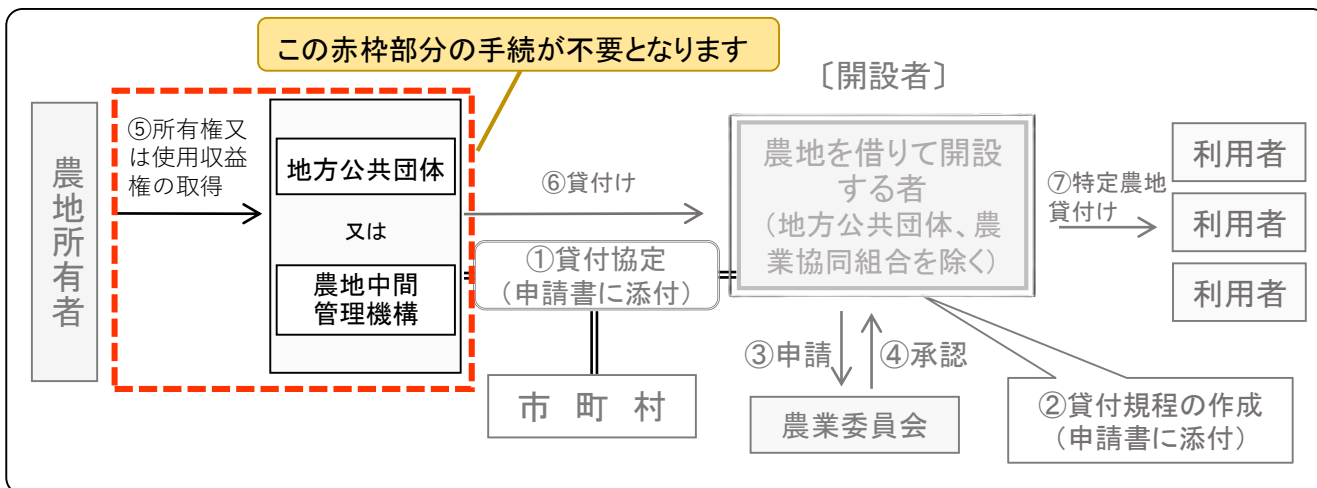 この赤枠部分の手続が不要となります
〔開設者〕
農地所有者
⑤所有権又
は使用収益
権の取得
地方公共団体
又は
農地中間
管理機構
⑥貸付け
①貸付協定
（申請書に添付）
市 町 村
農地を借りて開設
する者
（地方公共団体、農
業協同組合を除く）
③申請
④承認
農業委員会
②貸付規程の作成
（申請書に添付）
⑦特定農地
貸付け
利用者
利用者
利用者